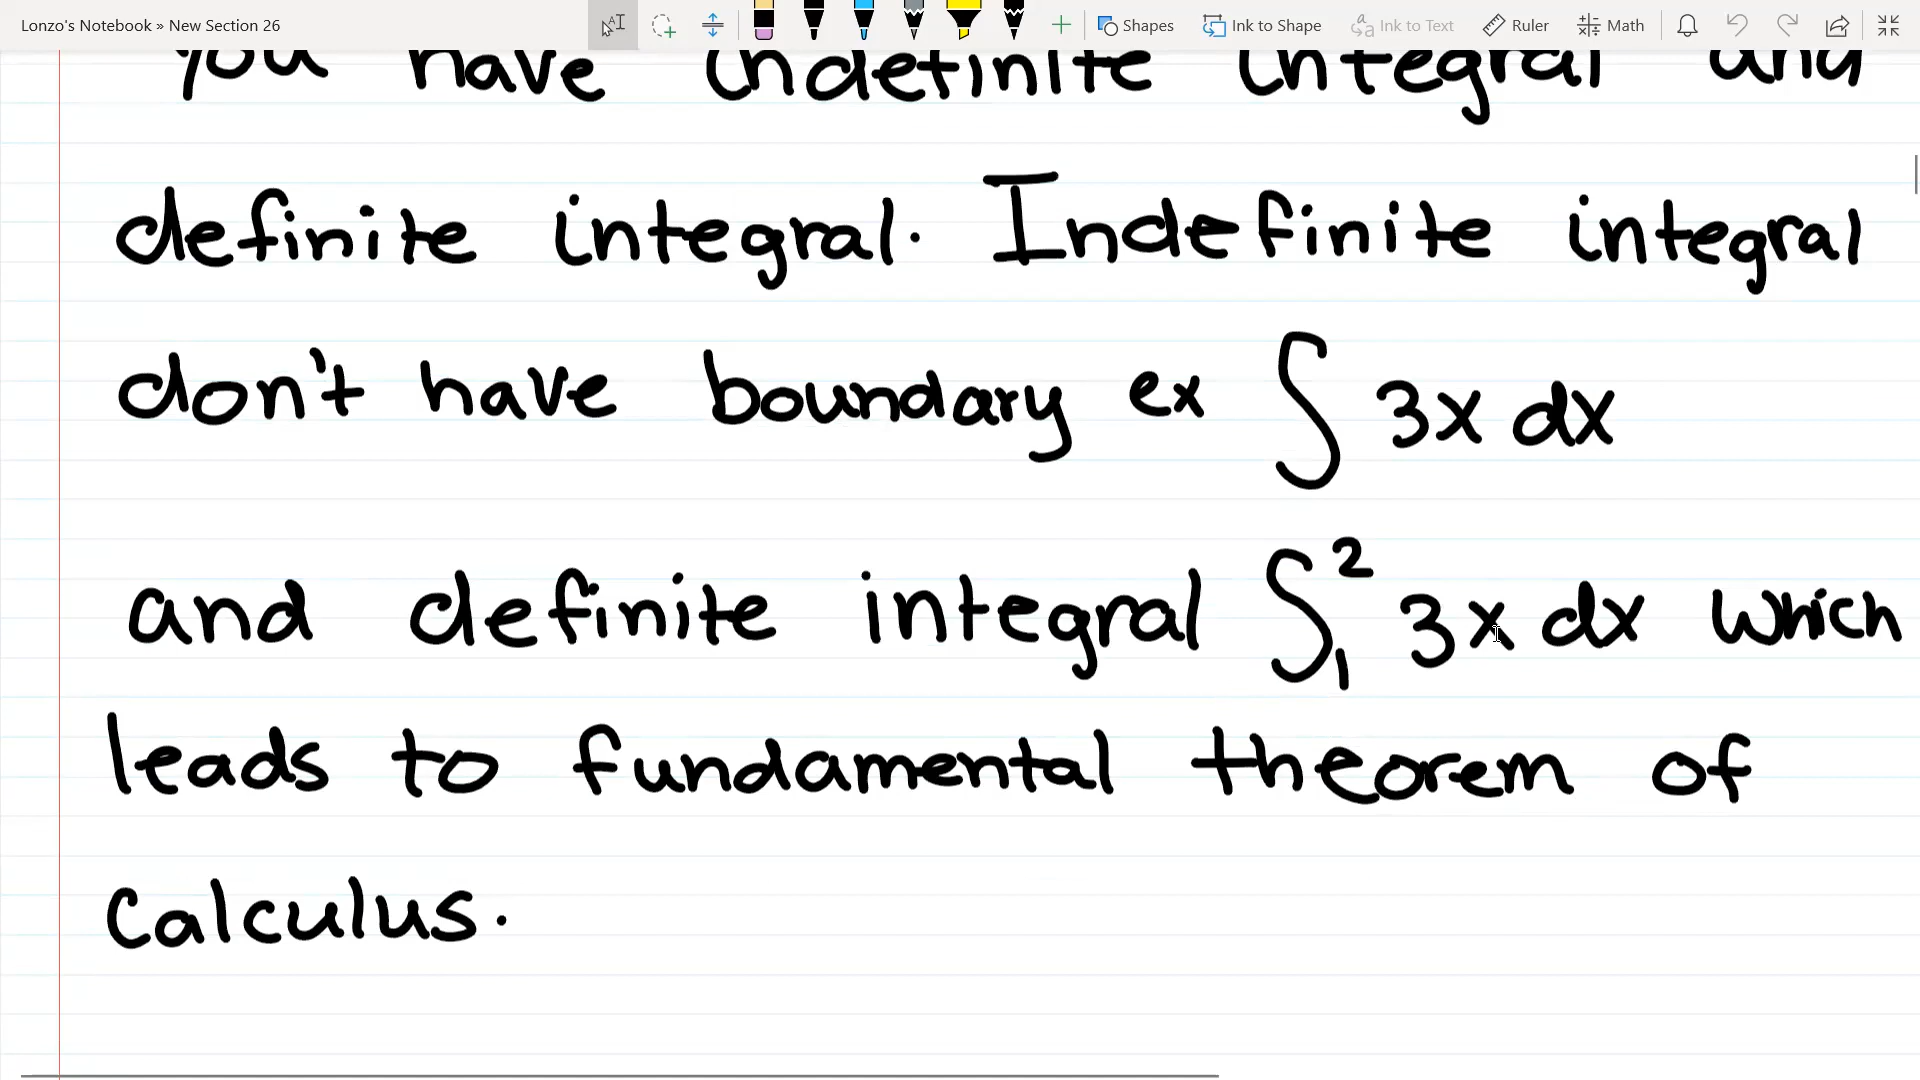 Lonzo's Notebook » New Section 26
Shapes Ink to Shape Ink to Text Ruler Math
you have indefinite integral and
definite integral. Indefinite integral
don't have boundary ex ∫ 3x dx
and definite integral ∫₁² 3x dx which
leads to fundamental theorem of
Calculus.